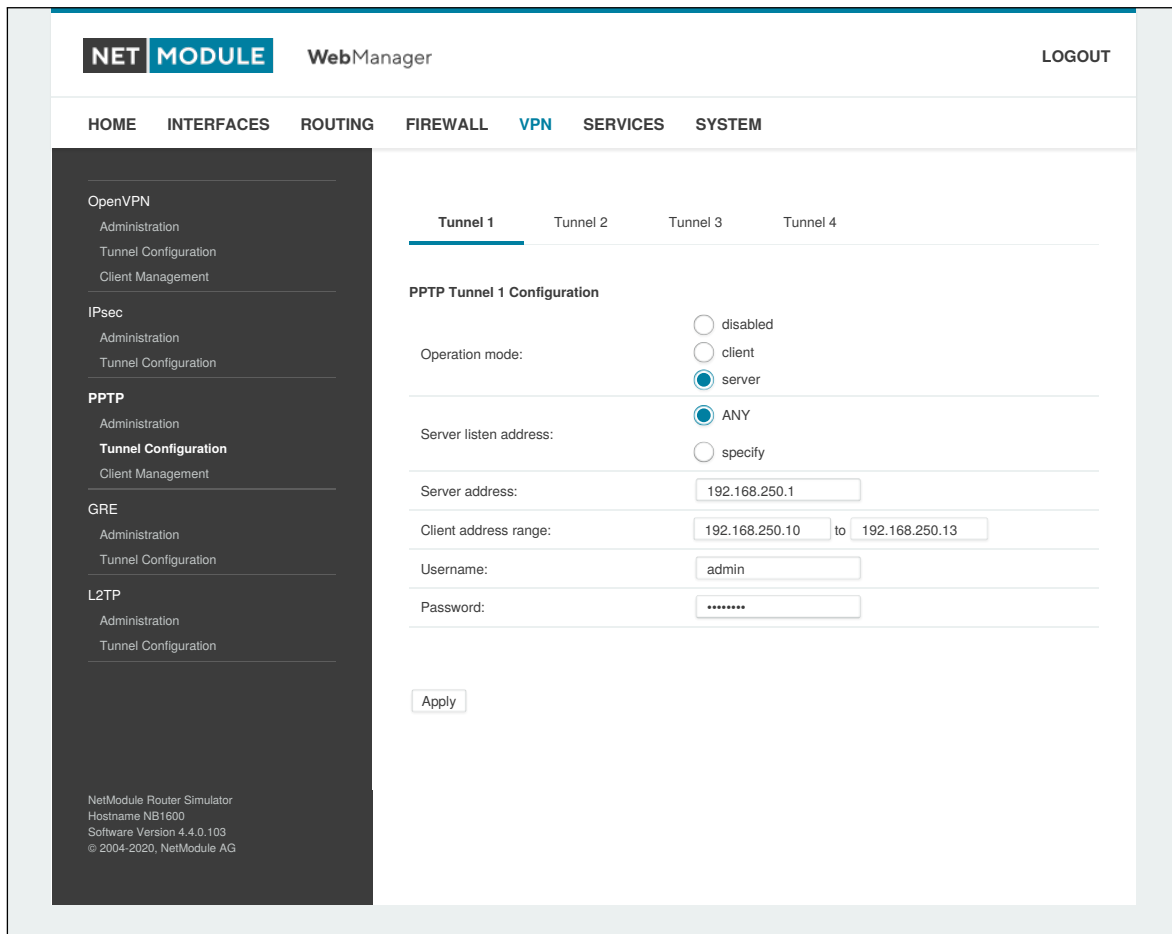 NET MODULE WebManager LOGOUT
HOME INTERFACES ROUTING FIREWALL VPN SERVICES SYSTEM
OpenVPN
Administration
Tunnel Configuration
Client Management
IPsec
Administration
Tunnel Configuration
PPTP
Administration
Tunnel Configuration
Client Management
GRE
Administration
Tunnel Configuration
L2TP
Administration
Tunnel Configuration
NetModule Router Simulator
Hostname NB1600
Software Version 4.4.0.103
© 2004-2020, NetModule AG
Tunnel 1 Tunnel 2 Tunnel 3 Tunnel 4
PPTP Tunnel 1 Configuration
Operation mode:
disabled
client
server
Server listen address:
ANY
specify
Server address: 192.168.250.1
Client address range: 192.168.250.10 to 192.168.250.13
Username: admin
Password: ••••••••
Apply